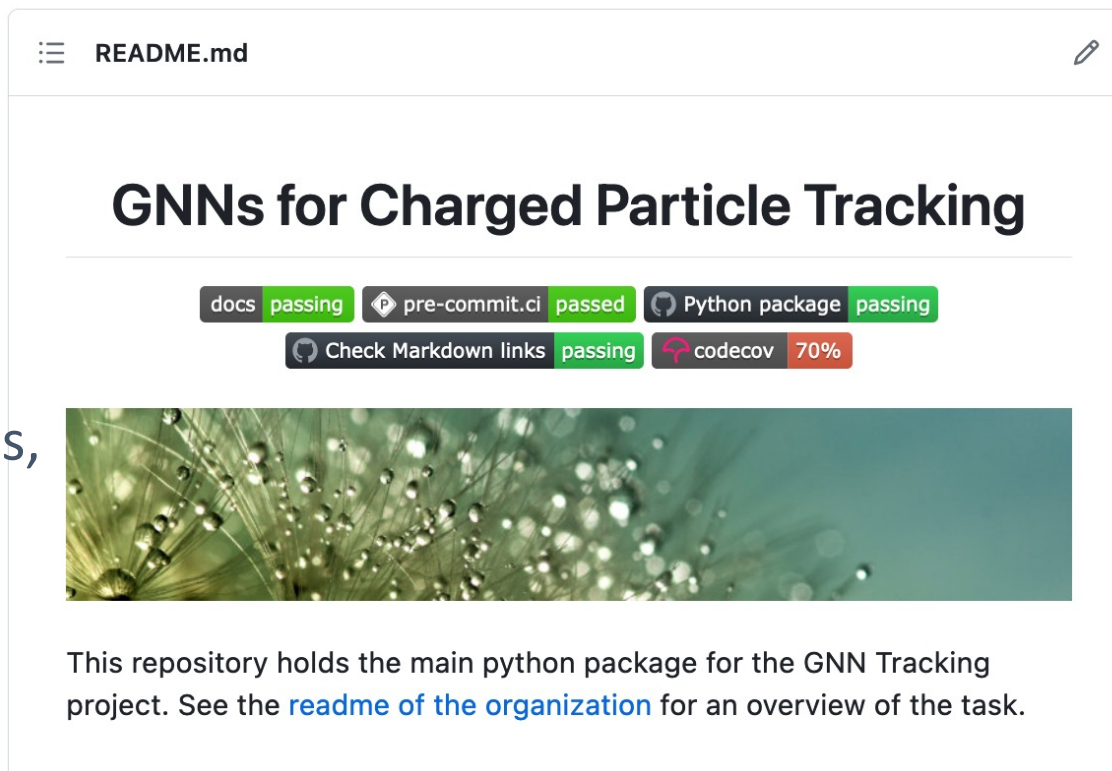 README.md
GNNs for Charged Particle Tracking
docs passing pre-commit.ci passed Python package passing
Check Markdown links passing codecov 70%
s,
This repository holds the main python package for the GNN Tracking
project. See the readme of the organization for an overview of the task.